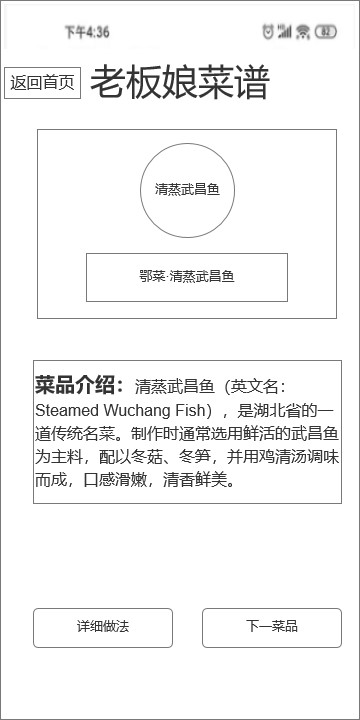 下午4:36
82
返回首页
老板娘菜谱
清蒸武昌鱼
鄂菜·清蒸武昌鱼
菜品介绍：清蒸武昌鱼（英文名：
Steamed Wuchang Fish），是湖北省的一
道传统名菜。制作时通常选用鲜活的武昌鱼
为主料，配以冬菇、冬笋，并用鸡清汤调味
而成，口感滑嫩，清香鲜美。
详细做法
下一菜品